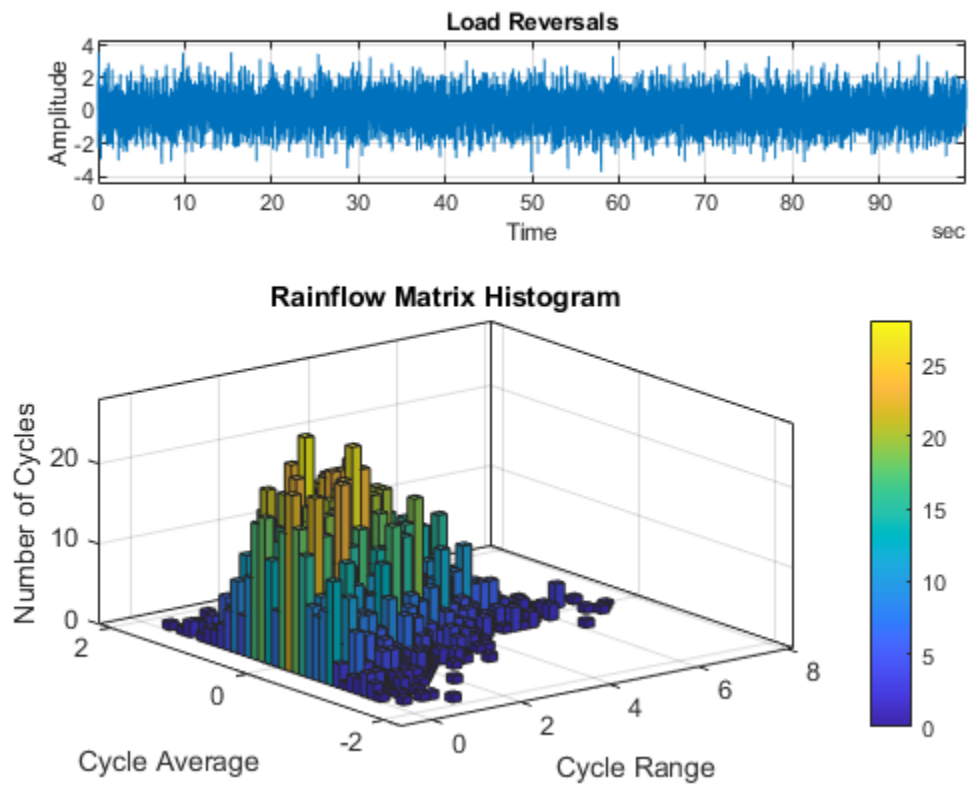 Load Reversals
4
2
0
-2
-4
Amplitude
0 10 20 30 40 50 60 70 80 90
Time
sec
Rainflow Matrix Histogram
Number of Cycles
20
10
0
2
0
-2
Cycle Average
0
2
4
6
8
Cycle Range
25
20
15
10
5
0